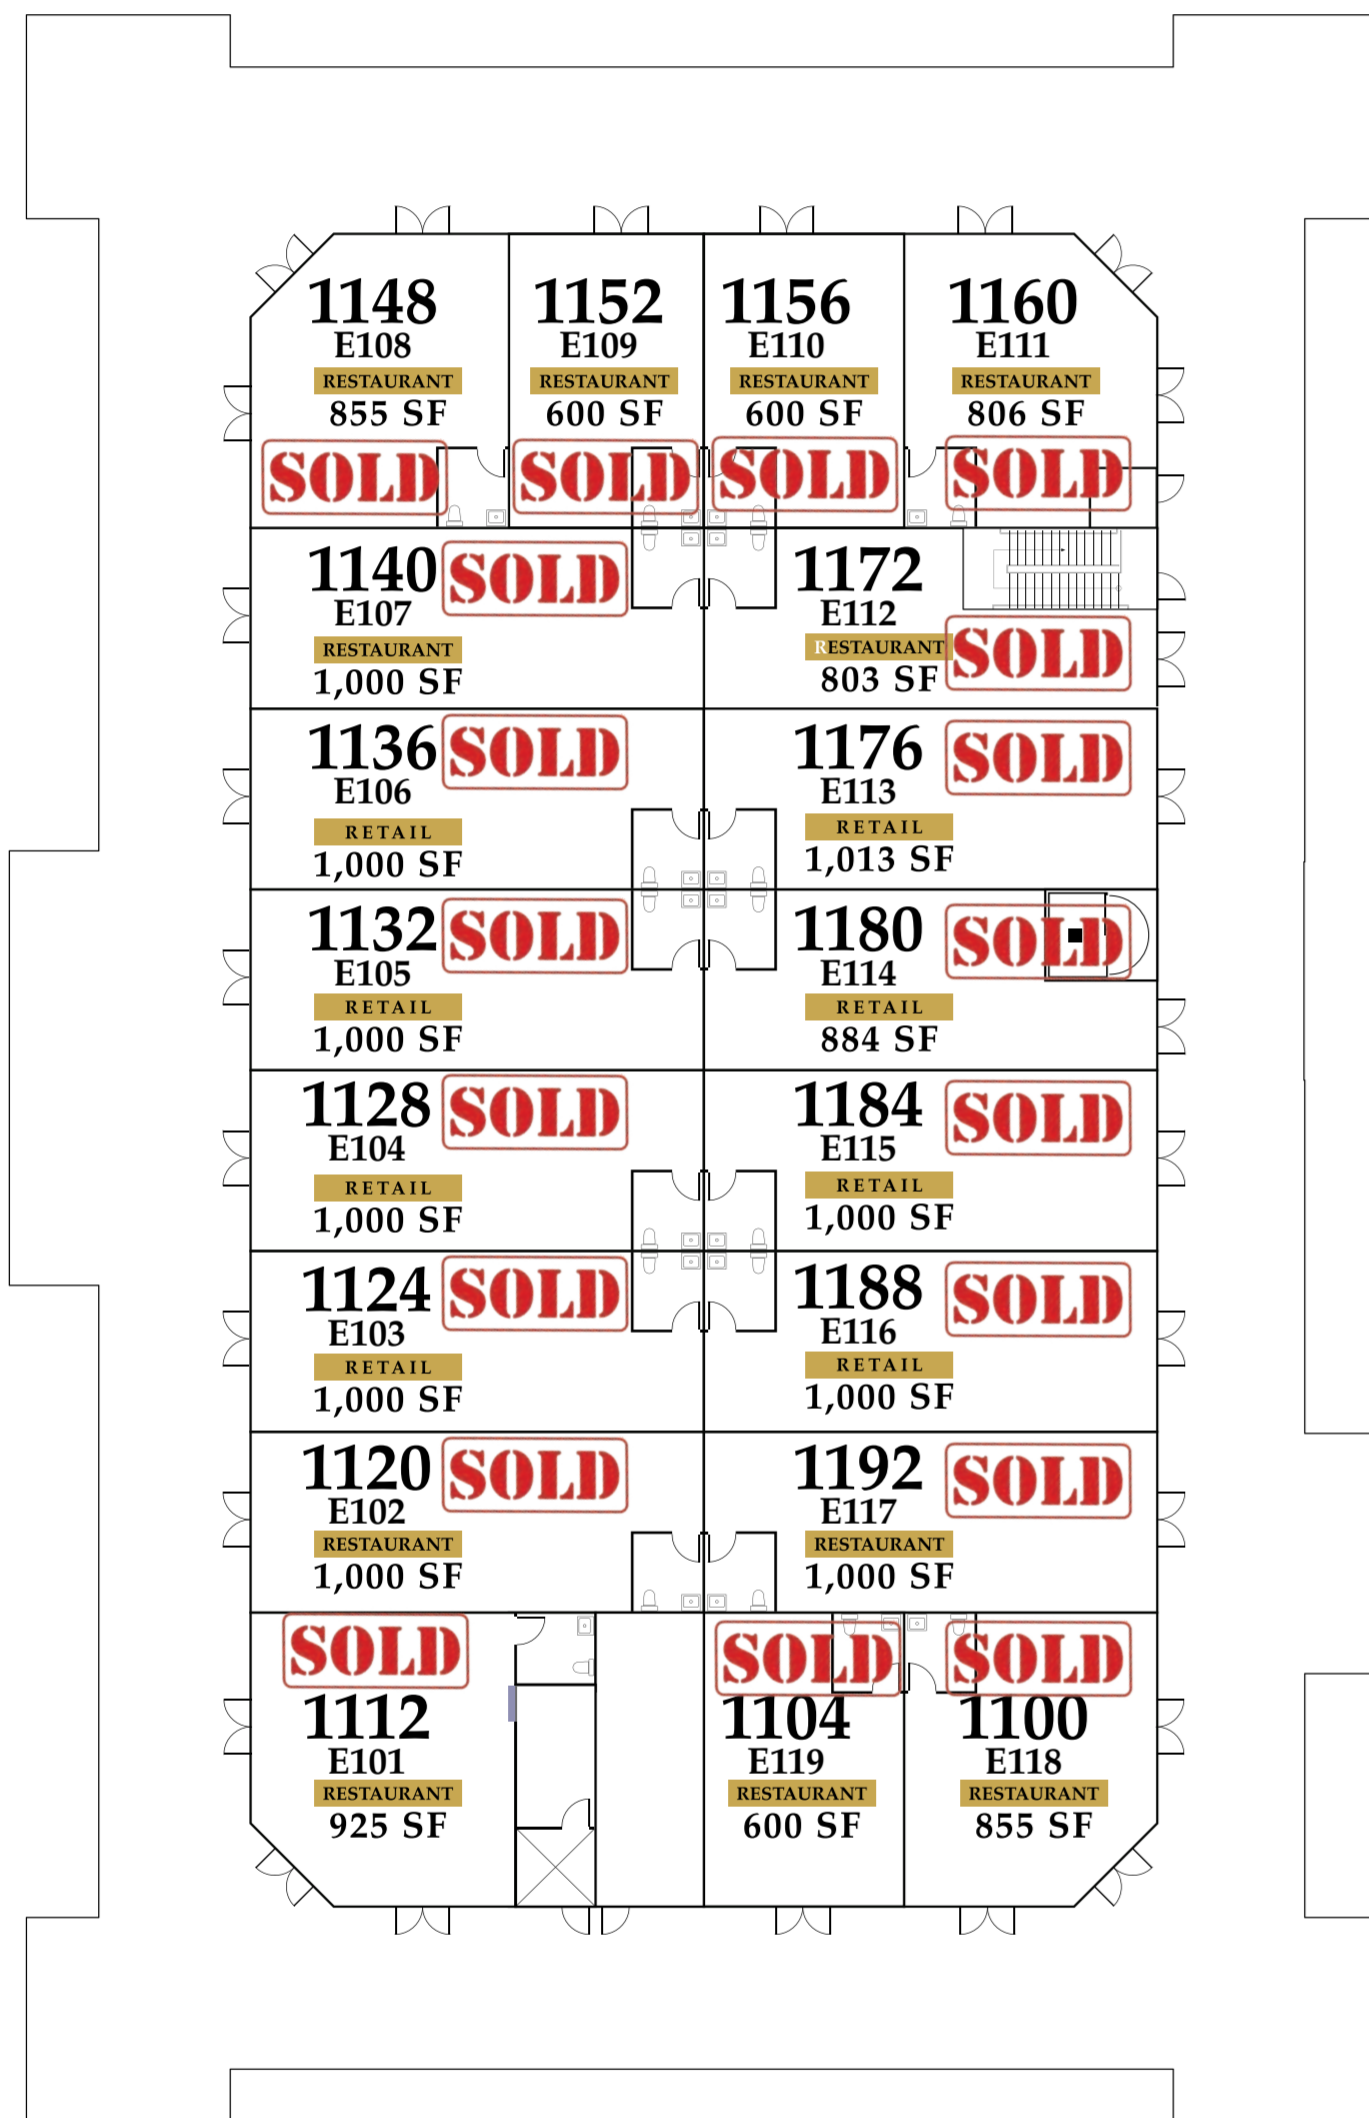 1148
E108
RESTAURANT
855 SF
SOLD
1152
E109
RESTAURANT
600 SF
SOLD
1156
E110
RESTAURANT
600 SF
SOLD
1160
E111
RESTAURANT
806 SF
SOLD
1140
E107
RESTAURANT
1,000 SF
SOLD
1172
E112
RESTAURANT
803 SF
SOLD
1136
E106
RETAIL
1,000 SF
SOLD
1176
E113
RETAIL
1,013 SF
SOLD
1132
E105
RETAIL
1,000 SF
SOLD
1180
E114
RETAIL
884 SF
SOLD
1128
E104
RETAIL
1,000 SF
SOLD
1184
E115
RETAIL
1,000 SF
SOLD
1124
E103
RETAIL
1,000 SF
SOLD
1188
E116
RETAIL
1,000 SF
SOLD
1120
E102
RESTAURANT
1,000 SF
SOLD
1192
E117
RESTAURANT
1,000 SF
SOLD
SOLD
1112
E101
RESTAURANT
925 SF
SOLD
1104
E119
RESTAURANT
600 SF
SOLD
1100
E118
RESTAURANT
855 SF